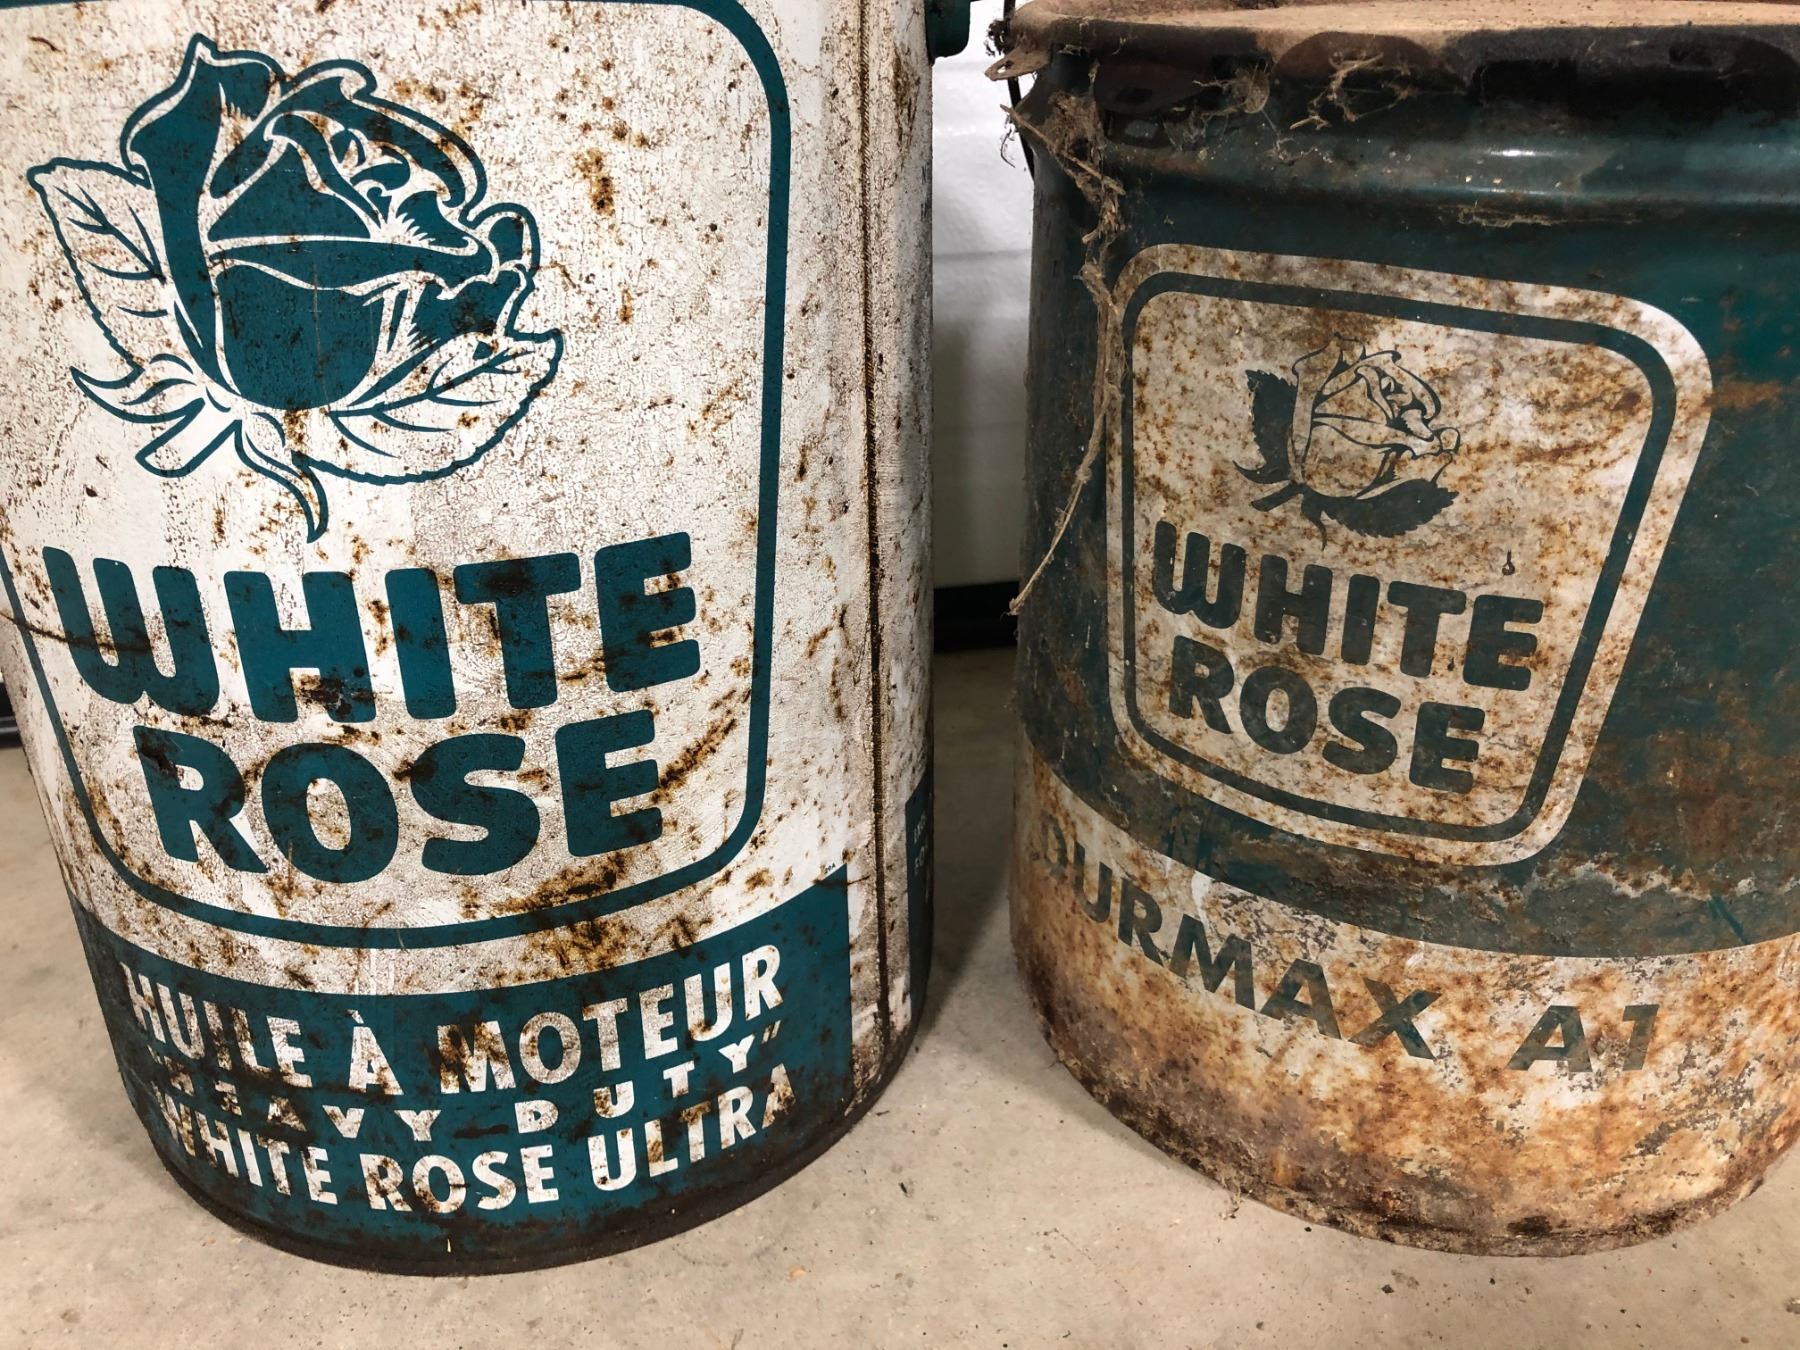 WHITE
ROSE
HUILE À MOTEUR
"HEAVY DUTY"
WHITE ROSE ULTRA
WHITE
ROSE
DURMAX A1